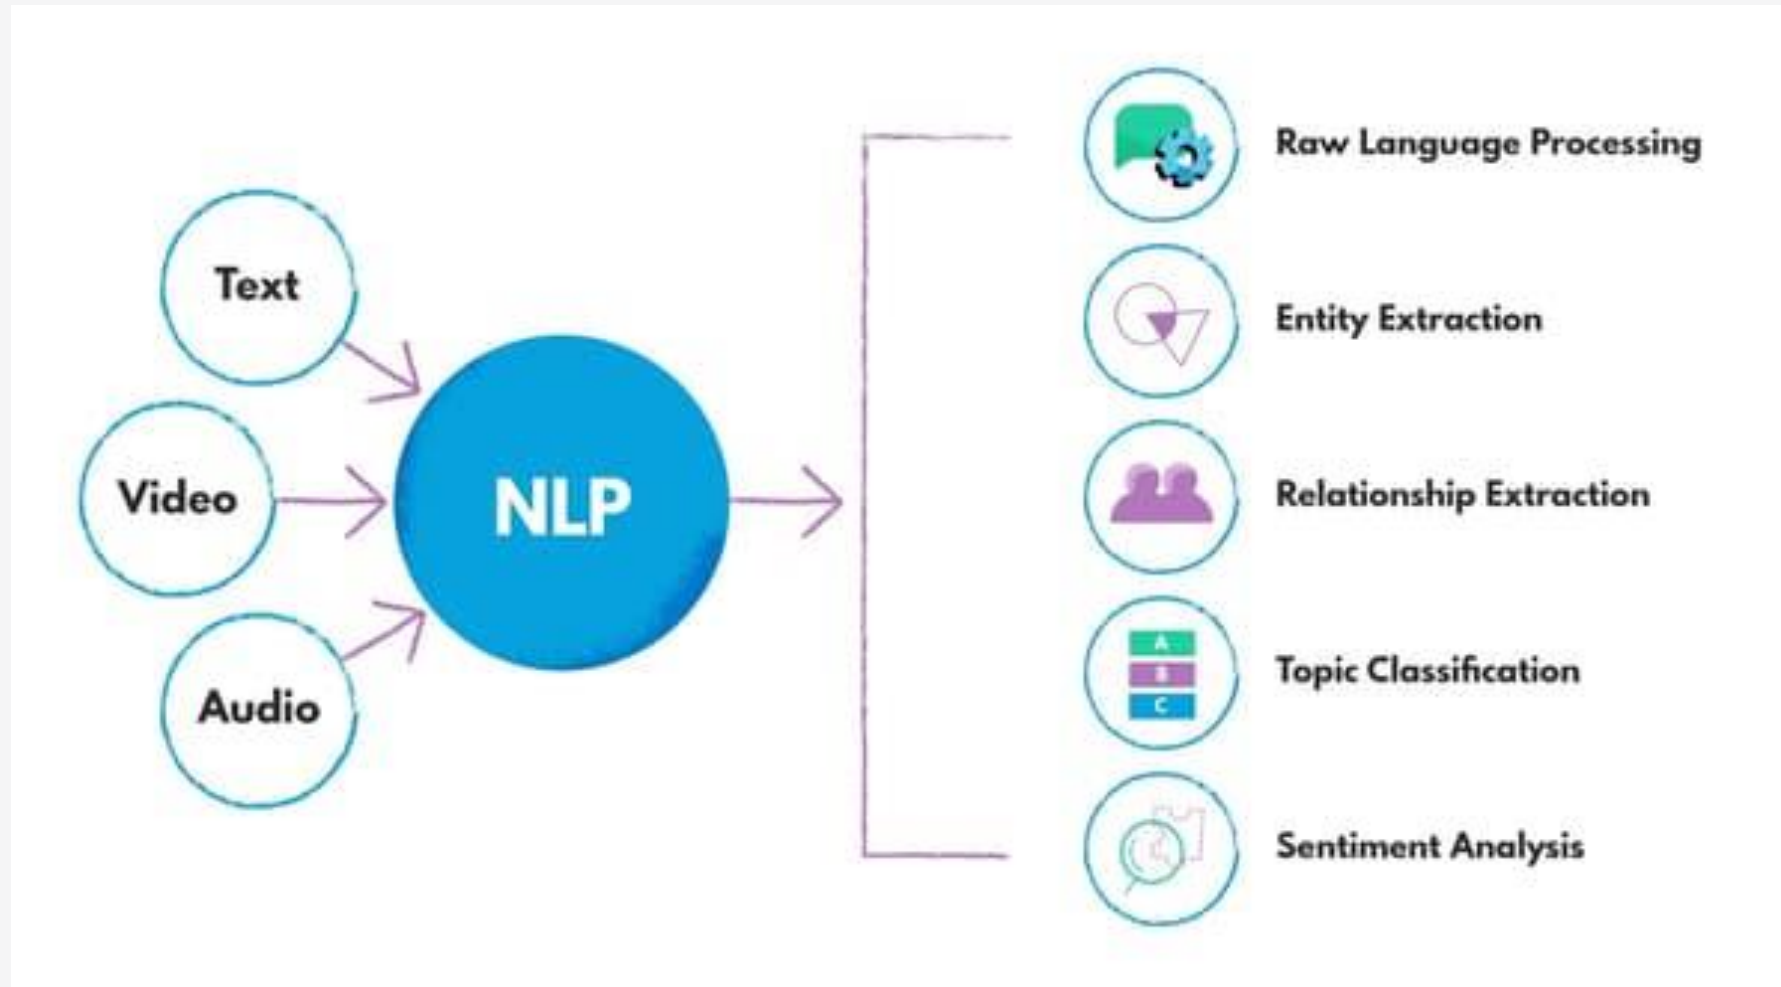 Text
Video
Audio
NLP
Raw Language Processing
Entity Extraction
Relationship Extraction
A
B
C
Topic Classification
Sentiment Analysis